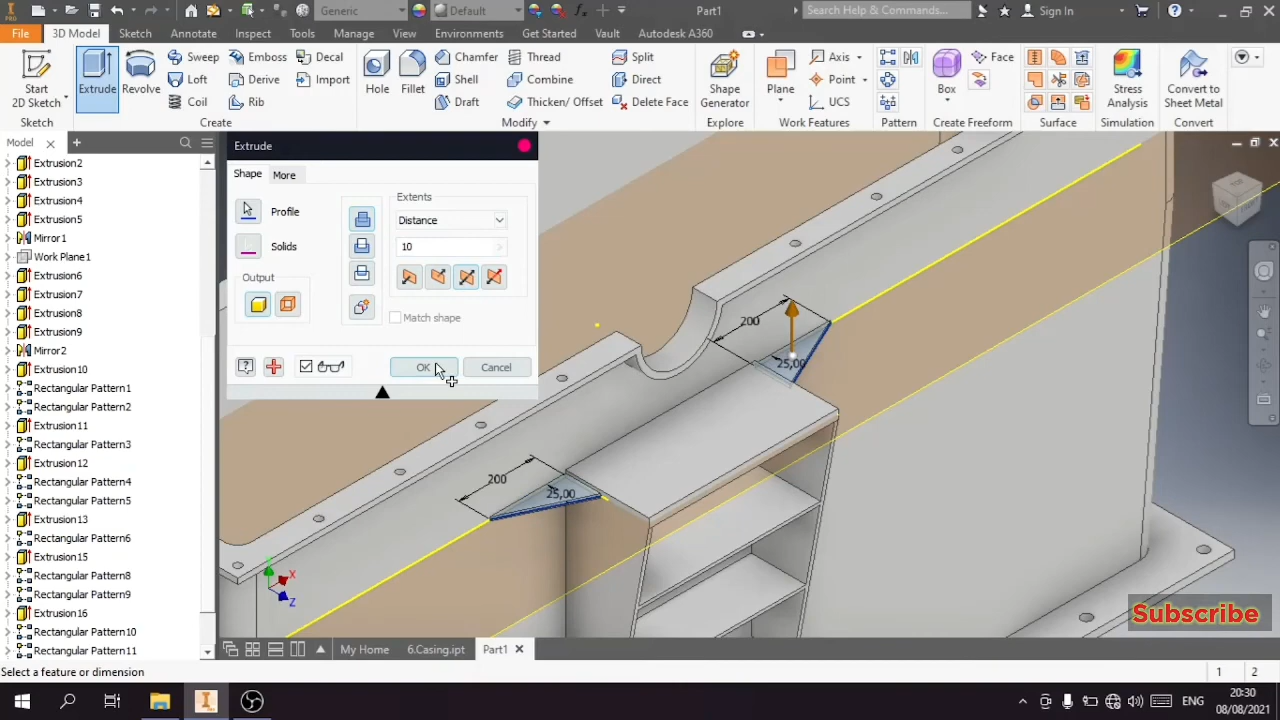 PRO
Generic
Default
Part1
Search Help & Commands...
Sign In
File
3D Model
Sketch
Annotate
Inspect
Tools
Manage
View
Environments
Get Started
Vault
Autodesk A360
Start
2D Sketch
Extrude
Revolve
Sweep
Emboss
Decal
Loft
Derive
Import
Coil
Rib
Hole
Fillet
Chamfer
Thread
Split
Shell
Combine
Direct
Draft
Thicken/ Offset
Delete Face
Shape
Generator
Plane
Axis
Point
UCS
Box
Face
Stress
Analysis
Convert to
Sheet Metal
Sketch
Create
Modify
Explore
Work Features
Pattern
Create Freeform
Surface
Simulation
Convert
Model
Extrusion2
Extrusion3
Extrusion4
Extrusion5
Mirror1
Work Plane1
Extrusion6
Extrusion7
Extrusion8
Extrusion9
Mirror2
Extrusion10
Rectangular Pattern1
Rectangular Pattern2
Extrusion11
Rectangular Pattern3
Extrusion12
Rectangular Pattern4
Rectangular Pattern5
Extrusion13
Rectangular Pattern6
Extrusion15
Rectangular Pattern8
Rectangular Pattern9
Extrusion16
Rectangular Pattern10
Rectangular Pattern11
Extrude
Shape
More
Profile
Solids
Output
Extents
Distance
10
Match shape
OK
Cancel
200
25,00
200
25,00
X
Z
Subscribe
My Home
6.Casing.ipt
Part1
Select a feature or dimension
1
2
ENG
20:30
08/08/2021